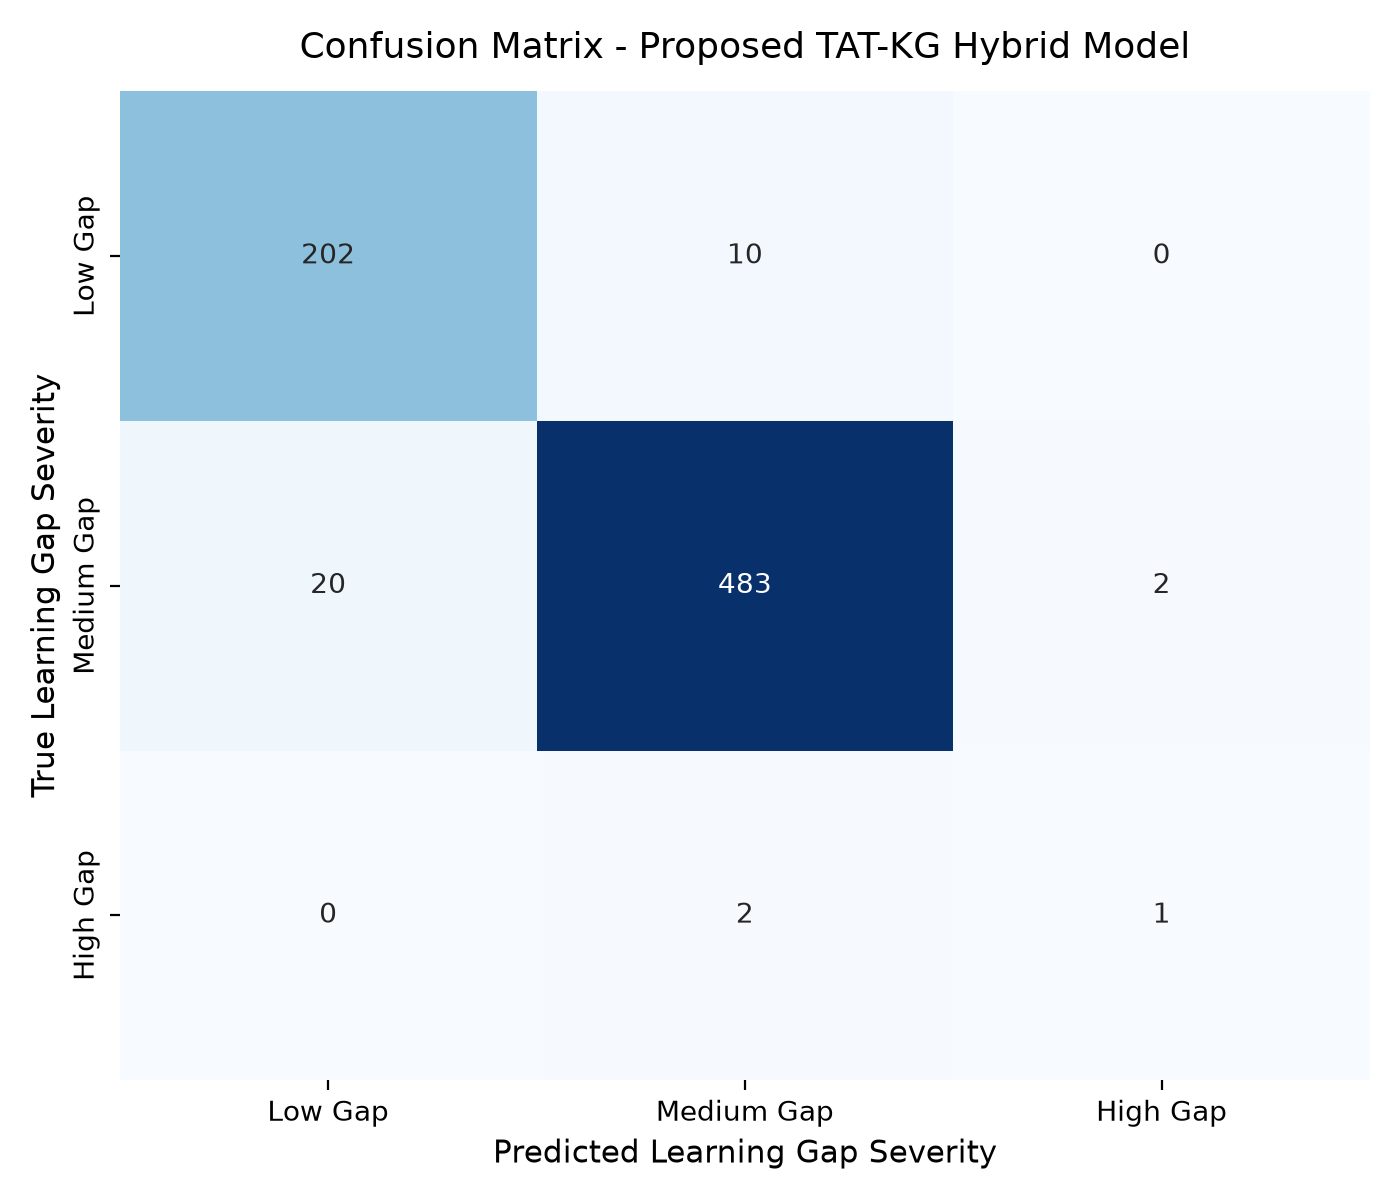 Confusion Matrix - Proposed TAT-KG Hybrid Model
True Learning Gap Severity
Low Gap
202
10
0
Medium Gap
20
483
2
High Gap
0
2
1
Low Gap
Medium Gap
High Gap
Predicted Learning Gap Severity